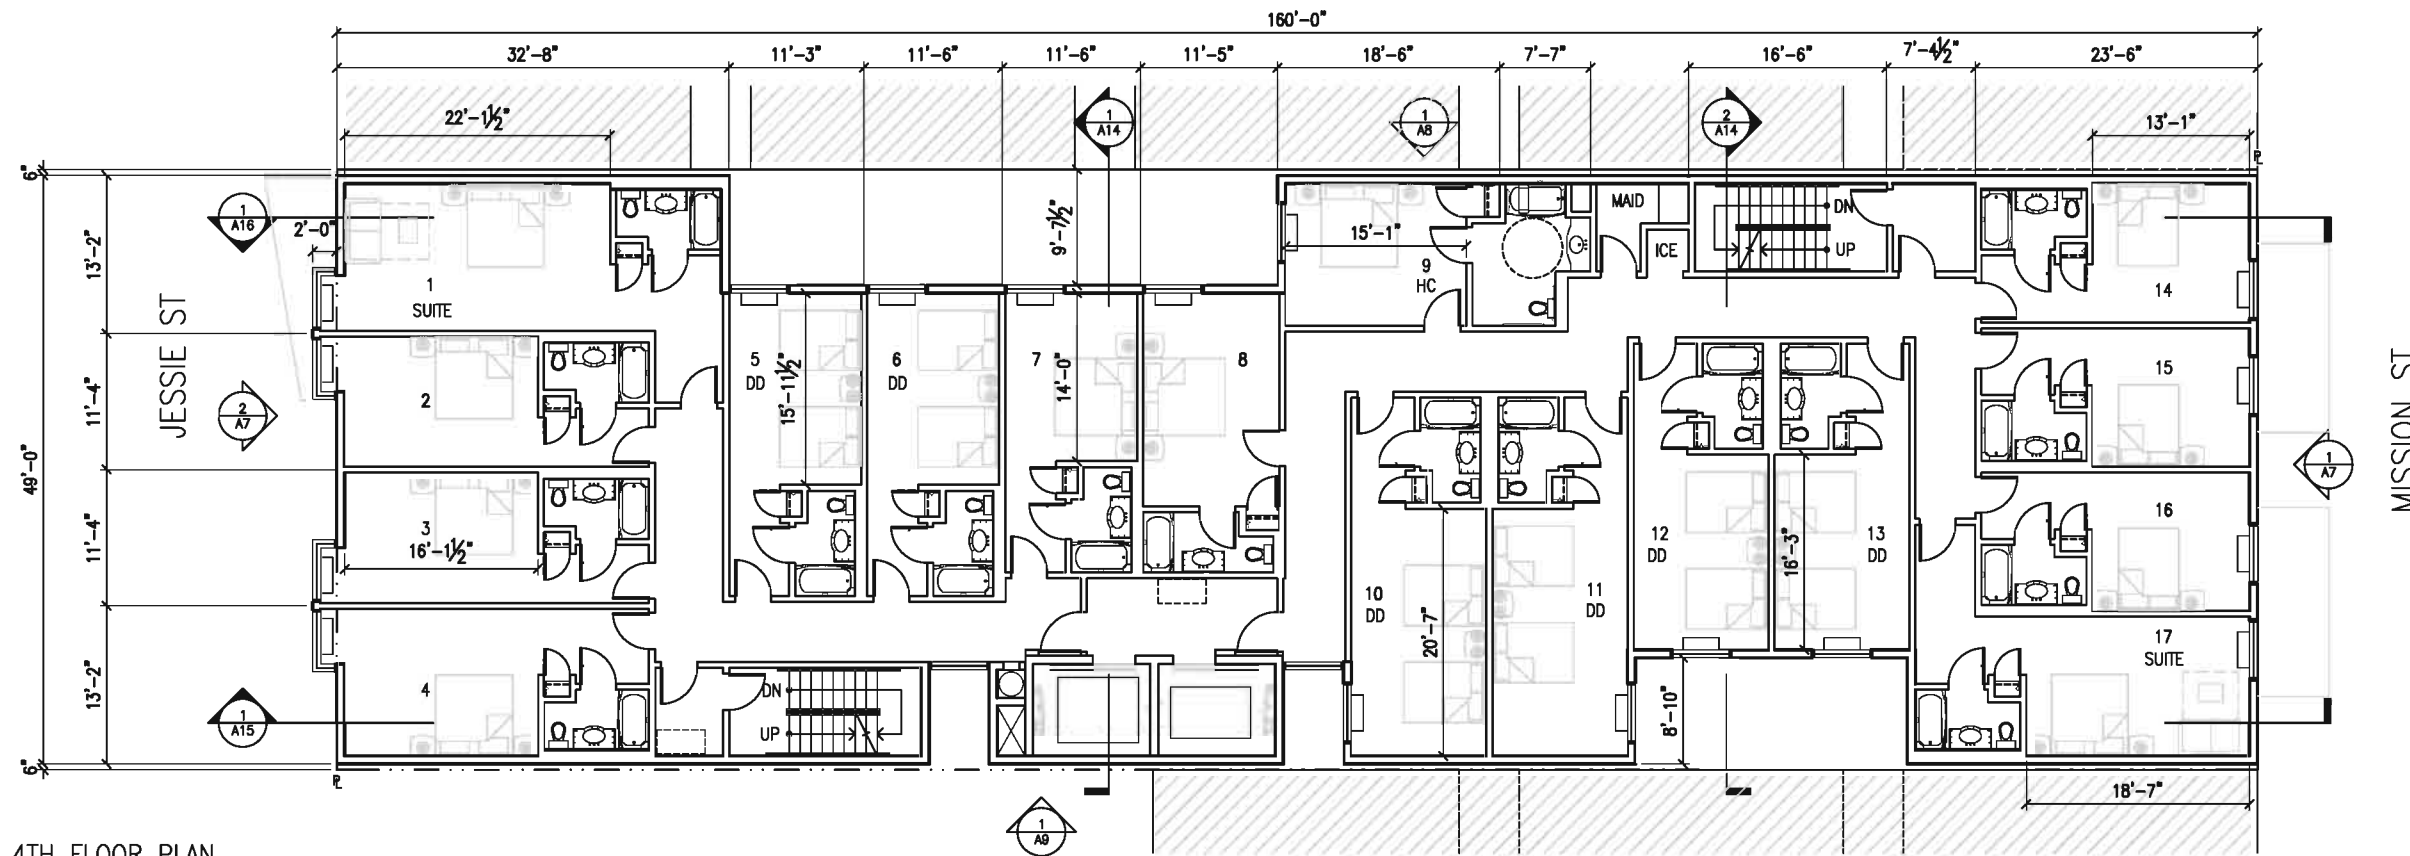 160'-0"
32'-8" 11'-3" 11'-6" 11'-6" 11'-5" 18'-6" 7'-7" 16'-6" 7'-4½" 23'-6"
22'-1½" 1 A14 1 A8 2 A14 13'-1"
6" PL
1 A16 2'-0" 9'-7½" MAID DN
13'-2" 15'-1" ICE UP
1 SUITE 9 HC 14
JESSIE ST
MISSION ST
2 11'-4" 5 DD 15'-11½" 6 DD 7 14'-0" 8 15
2 A7 1 A7
49'-0"
11'-4" 3 16'-1½" 12 DD 16'-3" 13 DD 16
10 DD 20'-7" 11 DD 17 SUITE
13'-2" 4 DN UP 8'-10"
1 A15
6" PL
18'-7"
1 A9
4TH FLOOR PLAN